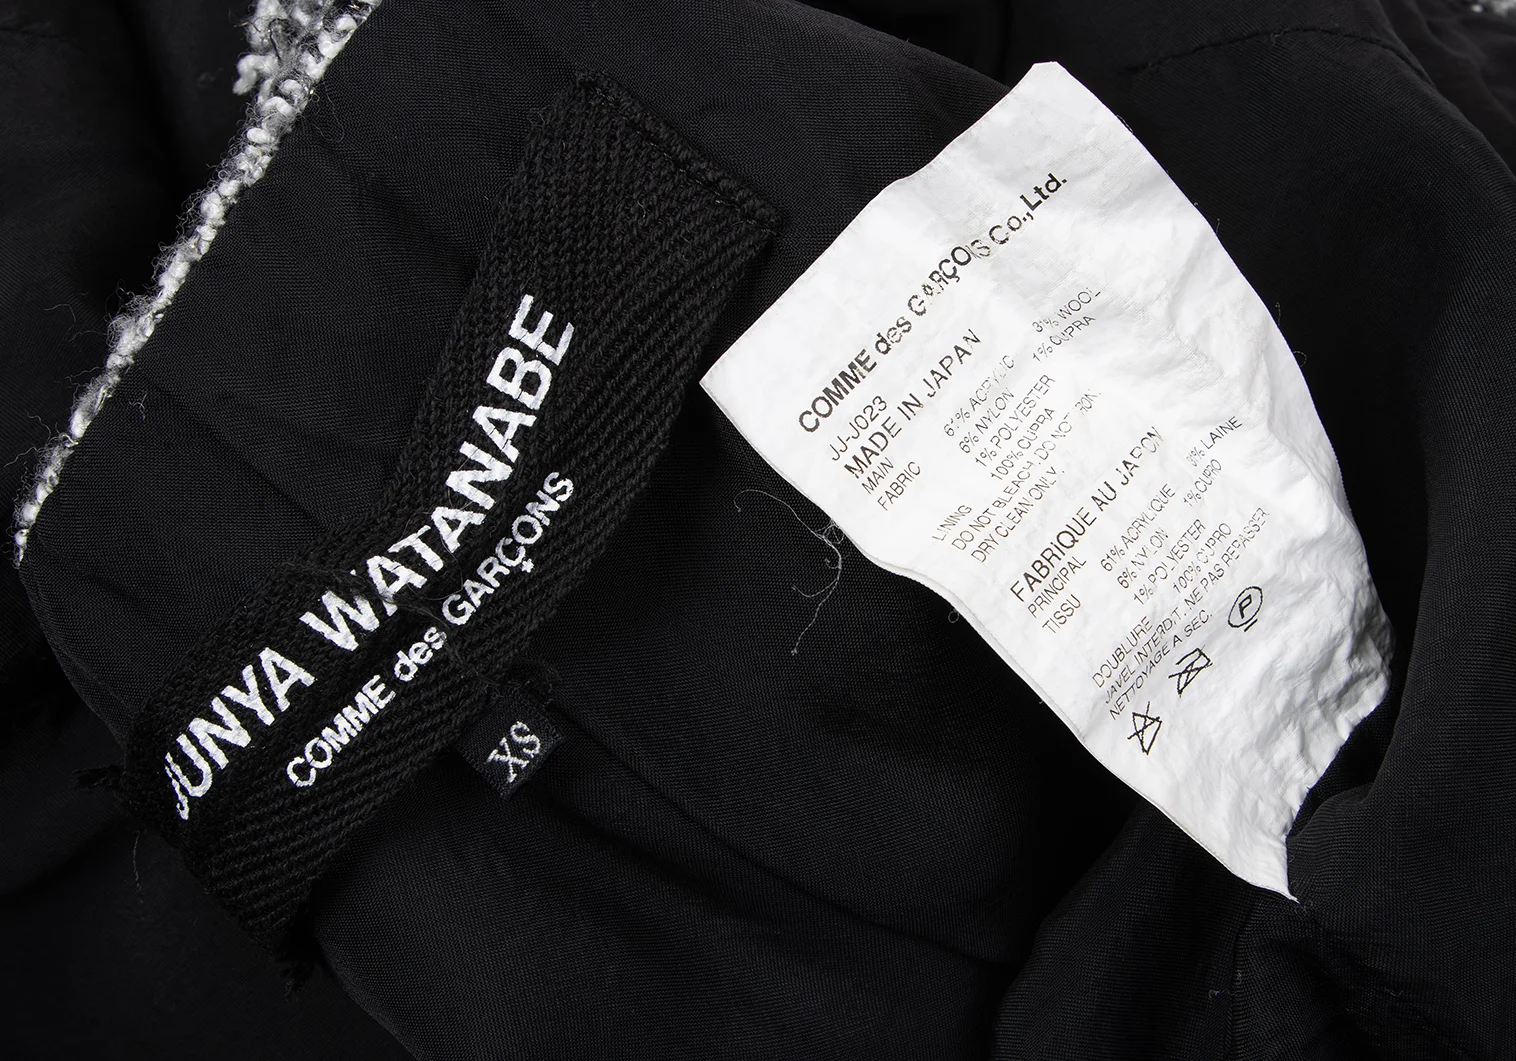 JUNYA WATANABE
COMME des GARÇONS
XS
COMME des GARÇONS Co.,Ltd.
JJ-J023
MADE IN JAPAN
MAIN 61% ACRYLIC 31% WOOL
FABRIC 6% NYLON 1% CUPRA
1% POLYESTER
LINING 100% CUPRA
DO NOT BLEACH. DO NOT IRON.
DRY CLEAN ONLY.
FABRIQUE AU JAPON
PRINCIPAL 61% ACRYLIQUE 31% LAINE
TISSU 6% NYLON 1% CUPRO
1% POLYESTER
DOUBLURE 100% CUPRO
JAVEL INTERDIT. NE PAS REPASSER
NETTOYAGE A SEC.
P